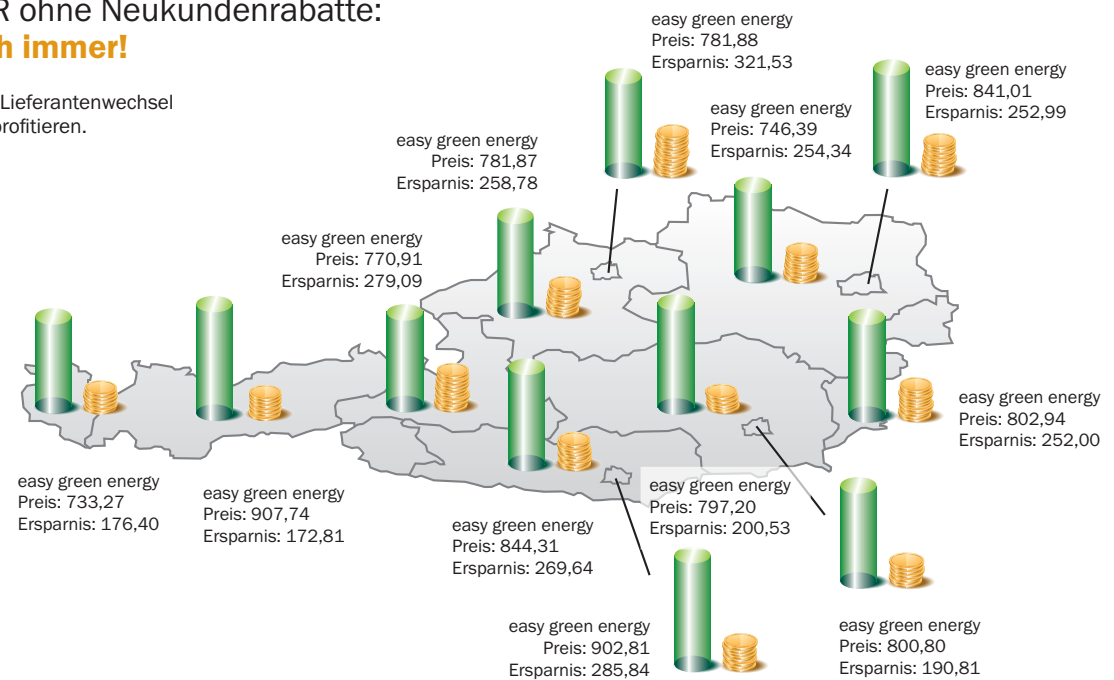 R ohne Neukundenrabatte:
h immer!
Lieferantenwechsel
profitieren.
easy green energy
Preis: 781,88
Ersparnis: 321,53
easy green energy
Preis: 841,01
Ersparnis: 252,99
easy green energy
Preis: 746,39
Ersparnis: 254,34
easy green energy
Preis: 781,87
Ersparnis: 258,78
easy green energy
Preis: 770,91
Ersparnis: 279,09
easy green energy
Preis: 802,94
Ersparnis: 252,00
easy green energy
Preis: 733,27
Ersparnis: 176,40
easy green energy
Preis: 907,74
Ersparnis: 172,81
easy green energy
Preis: 844,31
Ersparnis: 269,64
easy green energy
Preis: 797,20
Ersparnis: 200,53
easy green energy
Preis: 902,81
Ersparnis: 285,84
easy green energy
Preis: 800,80
Ersparnis: 190,81